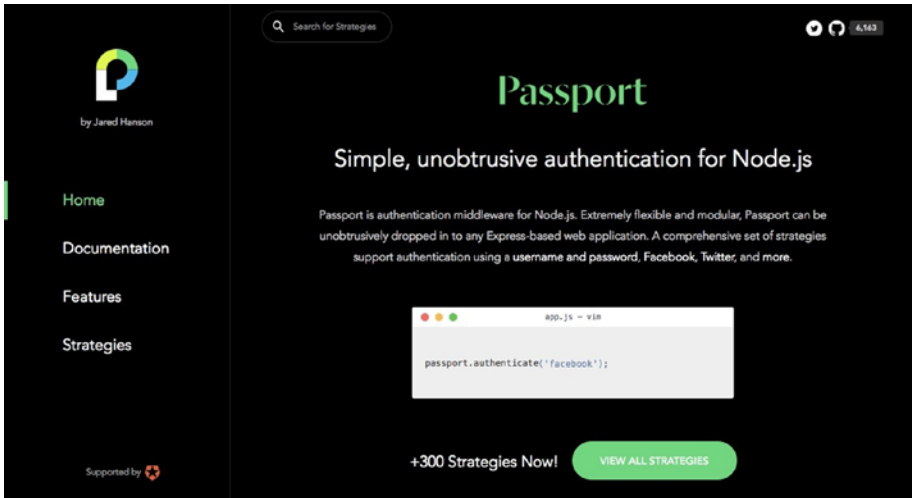 Search for Strategies
6,163
by Jared Hanson
Home
Documentation
Features
Strategies
Supported by
Passport
Simple, unobtrusive authentication for Node.js
Passport is authentication middleware for Node.js. Extremely flexible and modular, Passport can be
unobtrusively dropped in to any Express-based web application. A comprehensive set of strategies
support authentication using a username and password, Facebook, Twitter, and more.
app.js - vim
passport.authenticate('facebook');
+300 Strategies Now!
VIEW ALL STRATEGIES